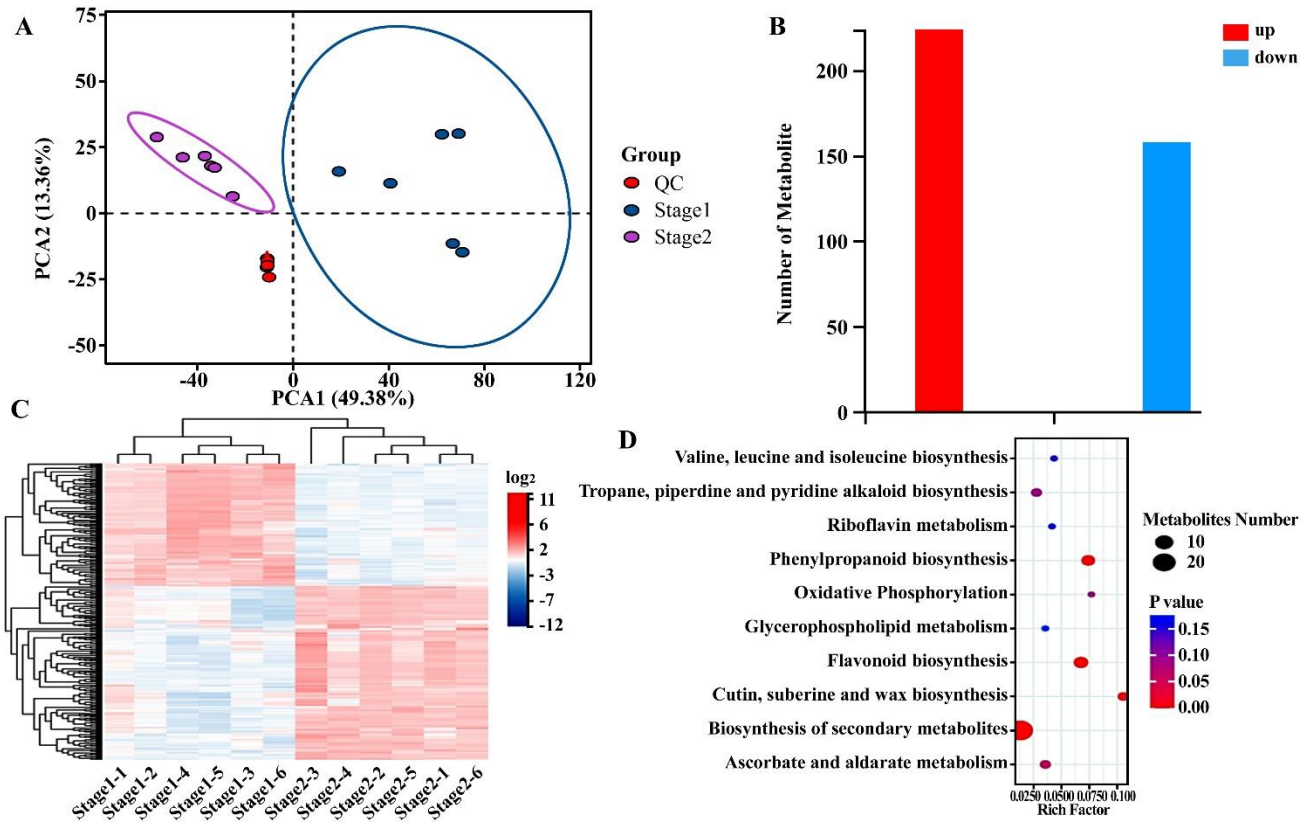 A
75
50
25
0
-25
-50
PCA2 (13.36%)
-40
0
40
80
120
PCA1 (49.38%)
Group
QC
Stage1
Stage2
B
up
down
200
150
100
50
0
Number of Metabolite
C
log2
11
6
2
-3
-7
-12
Stage1-1
Stage1-2
Stage1-4
Stage1-5
Stage1-3
Stage1-6
Stage2-3
Stage2-4
Stage2-2
Stage2-5
Stage2-1
Stage2-6
D
Valine, leucine and isoleucine biosynthesis
Tropane, piperdine and pyridine alkaloid biosynthesis
Riboflavin metabolism
Phenylpropanoid biosynthesis
Oxidative Phosphorylation
Glycerophospholipid metabolism
Flavonoid biosynthesis
Cutin, suberine and wax biosynthesis
Biosynthesis of secondary metabolites
Ascorbate and aldarate metabolism
0.0250
0.0500
0.0750
0.100
Rich Factor
Metabolites Number
10
20
P value
0.15
0.10
0.05
0.00